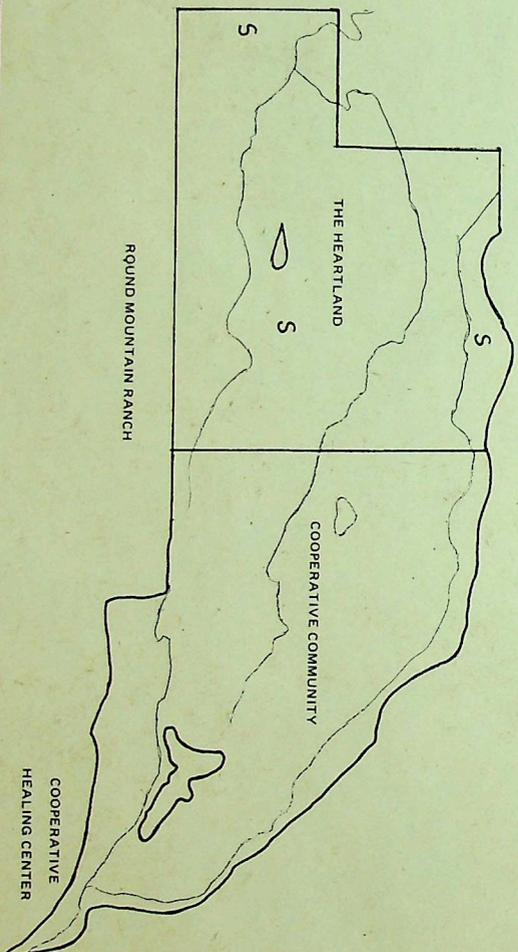 S
THE HEARTLAND
S
S
ROUND MOUNTAIN RANCH
COOPERATIVE COMMUNITY
COOPERATIVE
HEALING CENTER